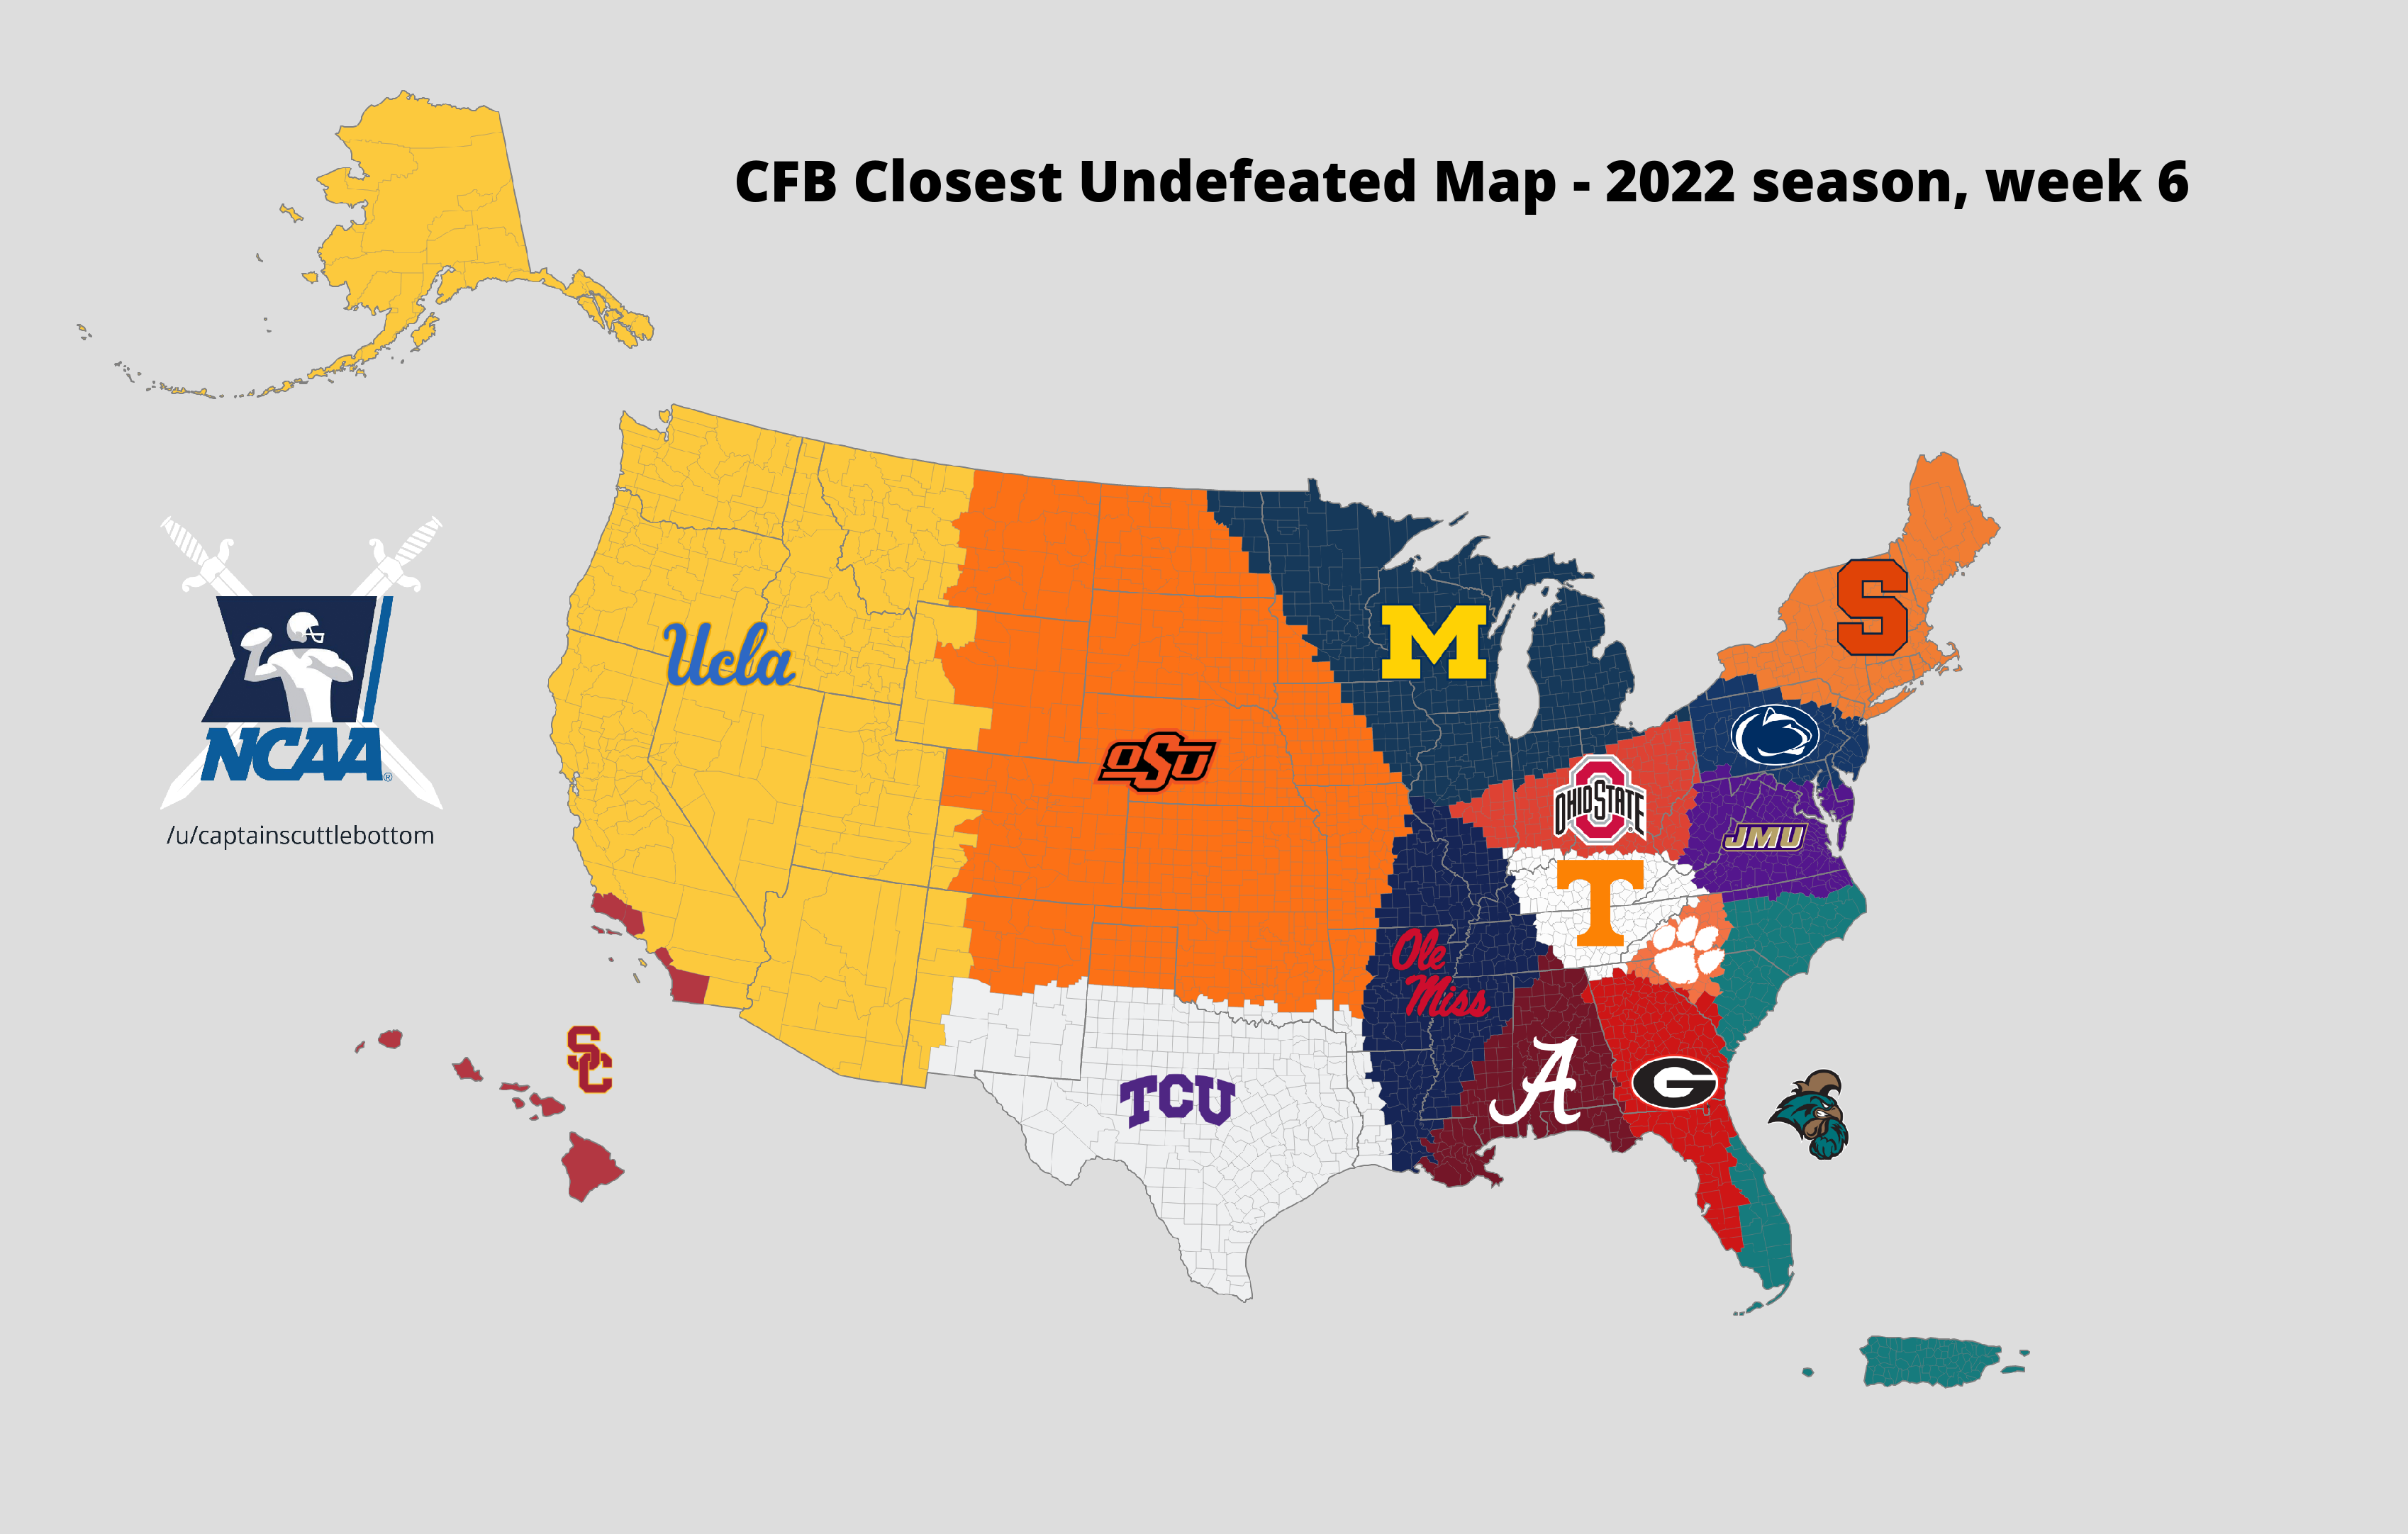 CFB Closest Undefeated Map - 2022 season, week 6
S
Ucla
M
OSU
NCAA®
OHIO STATE
JMU
/u/captainscuttlebottom
T
Ole
Miss
SC
A
G
TCU